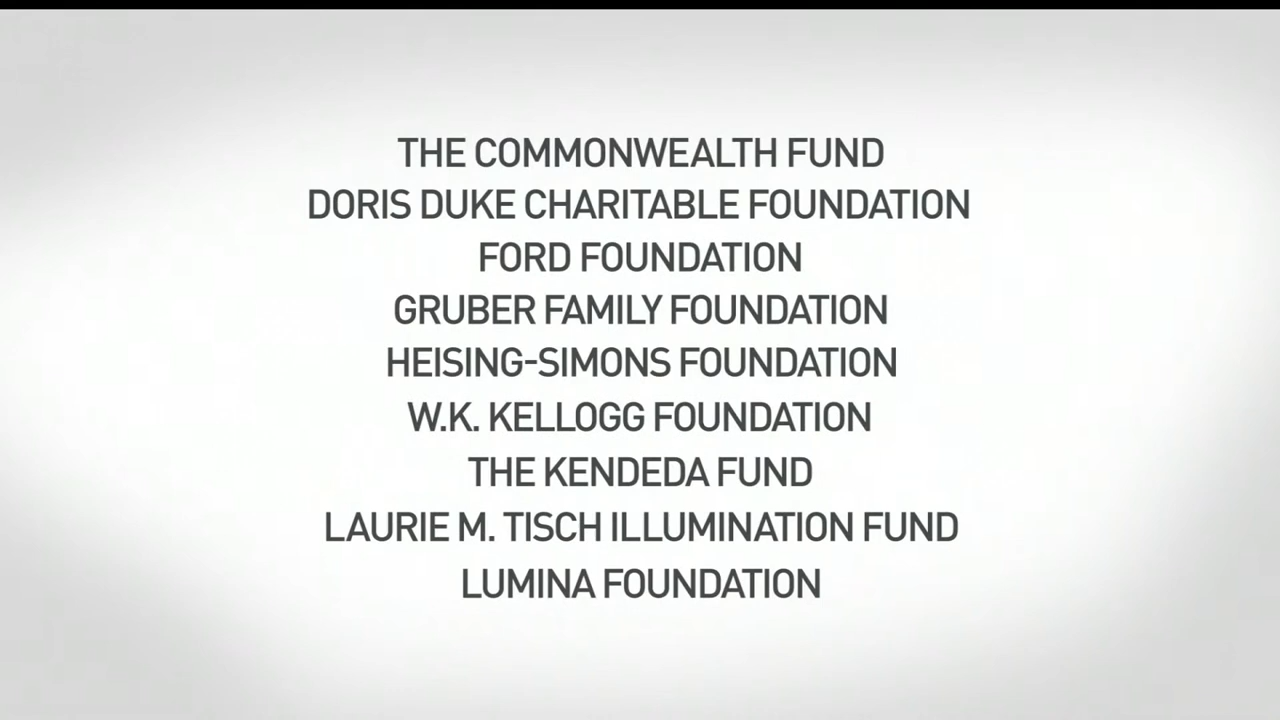 THE COMMONWEALTH FUND
DORIS DUKE CHARITABLE FOUNDATION
FORD FOUNDATION
GRUBER FAMILY FOUNDATION
HEISING-SIMONS FOUNDATION
W.K. KELLOGG FOUNDATION
THE KENDEDA FUND
LAURIE M. TISCH ILLUMINATION FUND
LUMINA FOUNDATION